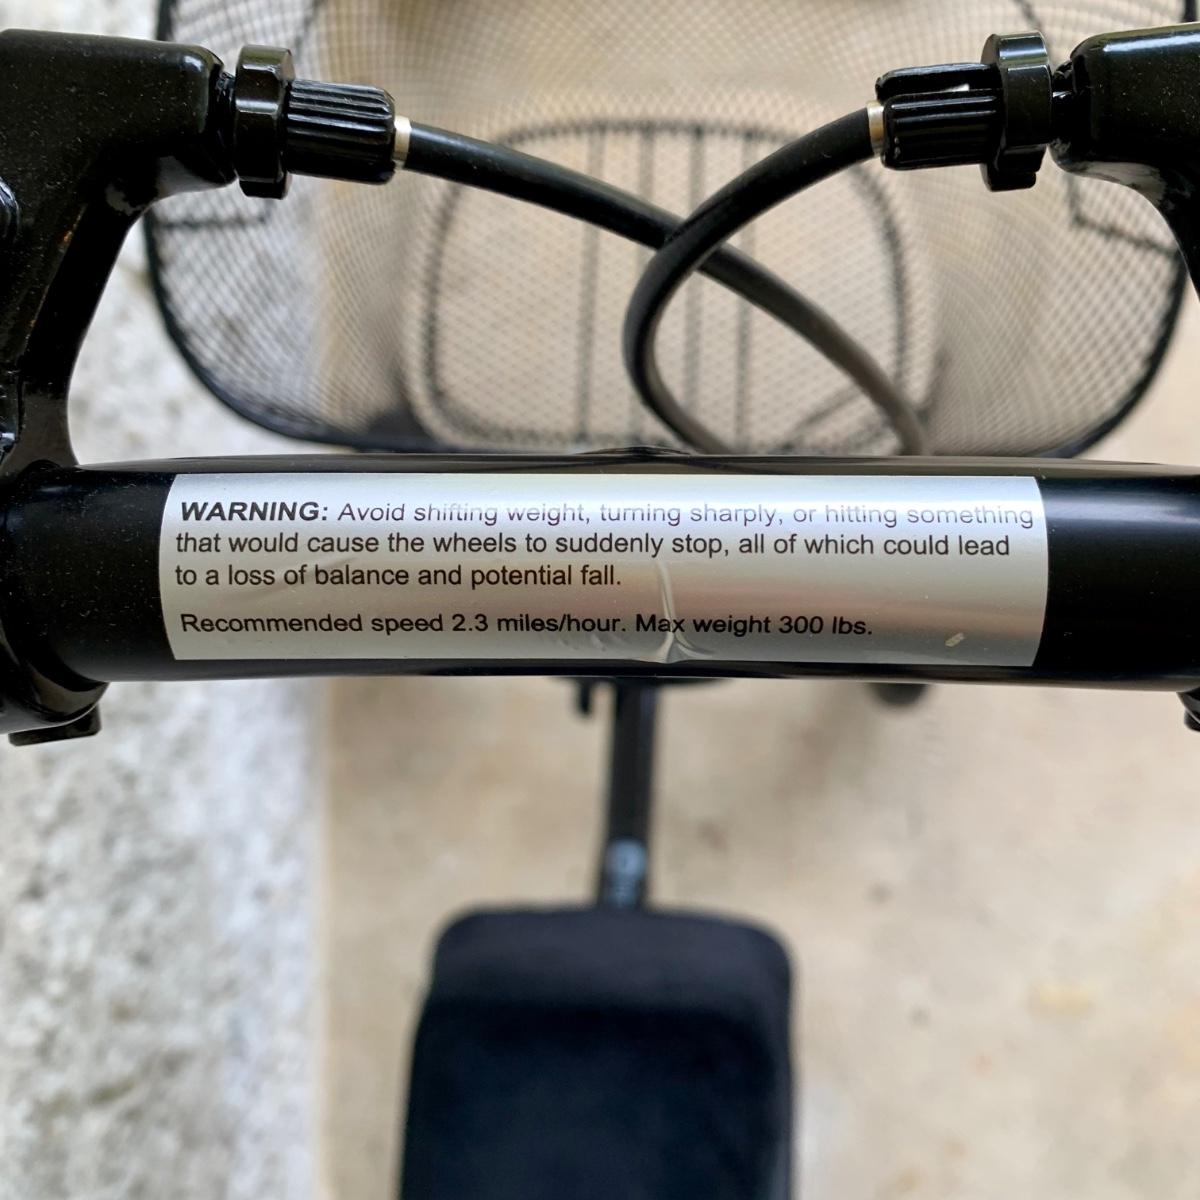 WARNING: Avoid shifting weight, turning sharply, or hitting something
that would cause the wheels to suddenly stop, all of which could lead
to a loss of balance and potential fall.
Recommended speed 2.3 miles/hour. Max weight 300 lbs.